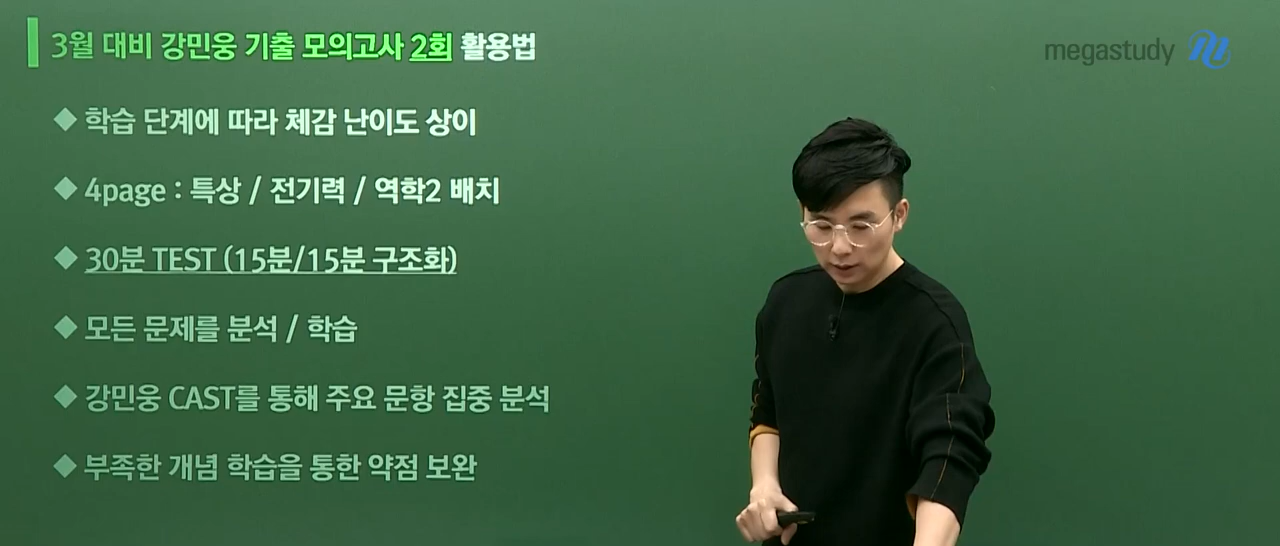 3월 대비 강민웅 기출 모의고사 2회 활용법
megastudy
◆ 학습 단계에 따라 체감 난이도 상이
◆ 4page : 특상 / 전기력 / 역학2 배치
◆ 30분 TEST (15분/15분 구조화)
◆ 모든 문제를 분석 / 학습
◆ 강민웅 CAST를 통해 주요 문항 집중 분석
◆ 부족한 개념 학습을 통한 약점 보완